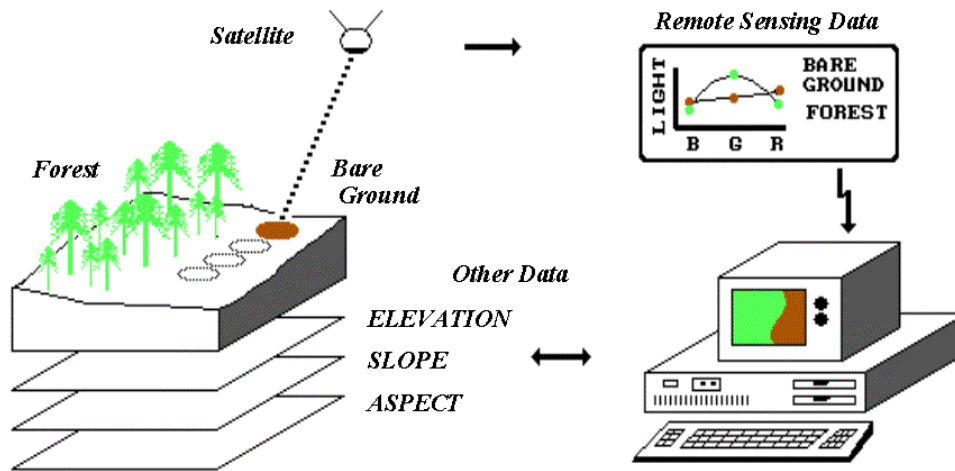 Satellite
Remote Sensing Data
LIGHT
BARE
GROUND
FOREST
B G R
Forest
Bare
Ground
Other Data
ELEVATION
SLOPE
ASPECT